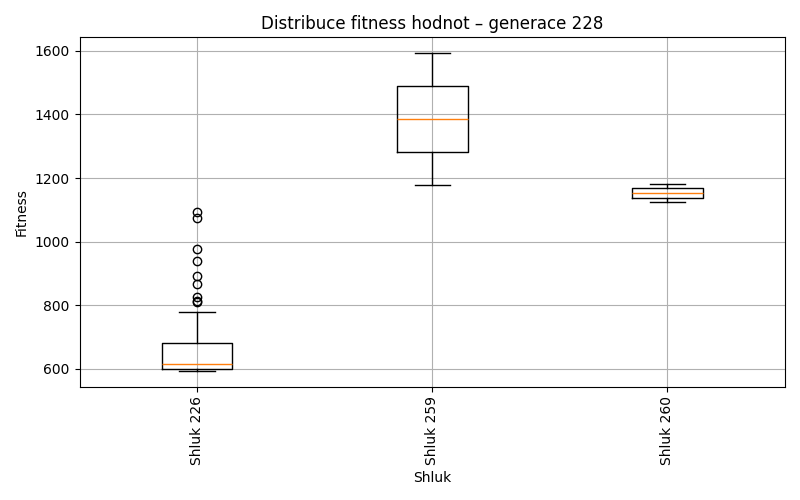 Distribuce fitness hodnot – generace 228
Fitness
1600
1400
1200
1000
800
600
Shluk 226
Shluk 259
Shluk 260
Shluk